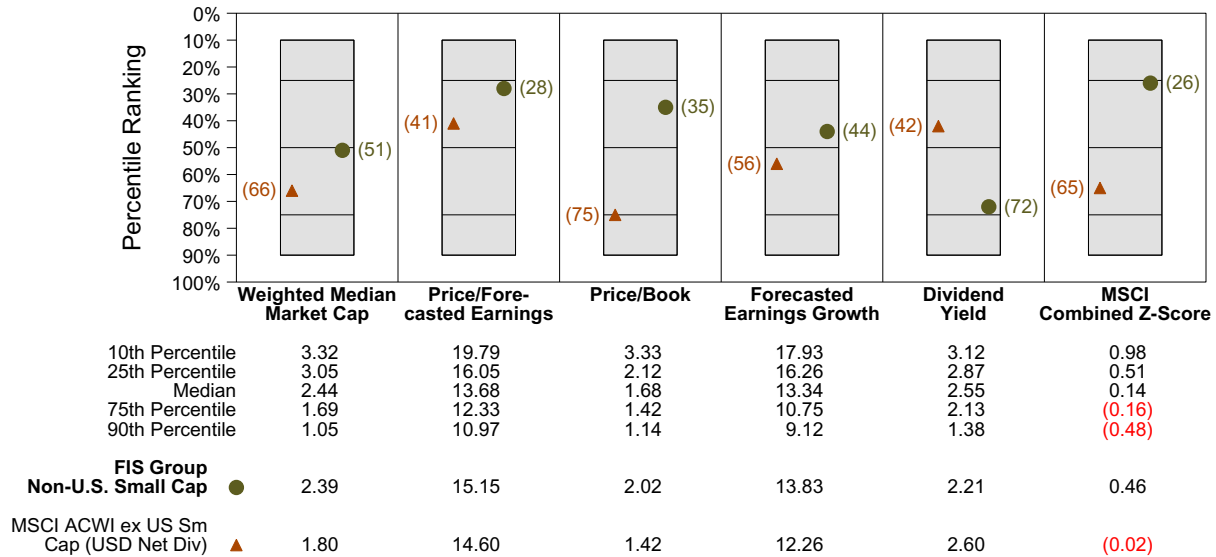 0%
10%
20%
30%
40%
50%
60%
70%
80%
90%
100%
Percentile Ranking
(66) (51)
(41) (28)
(75) (35)
(56) (44)
(42) (72)
(65) (26)
Weighted Median Market Cap
Price/Fore-casted Earnings
Price/Book
Forecasted Earnings Growth
Dividend Yield
MSCI Combined Z-Score
10th Percentile 3.32 19.79 3.33 17.93 3.12 0.98
25th Percentile 3.05 16.05 2.12 16.26 2.87 0.51
Median 2.44 13.68 1.68 13.34 2.55 0.14
75th Percentile 1.69 12.33 1.42 10.75 2.13 (0.16)
90th Percentile 1.05 10.97 1.14 9.12 1.38 (0.48)
FIS Group
Non-U.S. Small Cap 2.39 15.15 2.02 13.83 2.21 0.46
MSCI ACWI ex US Sm
Cap (USD Net Div) 1.80 14.60 1.42 12.26 2.60 (0.02)